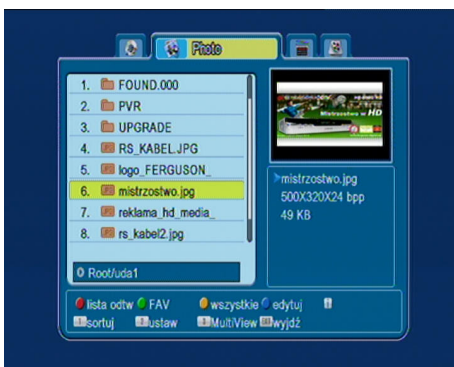 Photo
1. FOUND.000
2. PVR
3. UPGRADE
4. RS_KABEL.JPG
5. logo_FERGUSON_
6. mistrzostwo.jpg
7. reklama_hd_media_
8. rs_kabel2.jpg
Root/uda1
Mistrzostwo w HD
mistrzostwo.jpg
500X320X24 bpp
49 KB
lista odtw FAV wszystkie edytuj
sortuj ustaw MultiView wyjdź